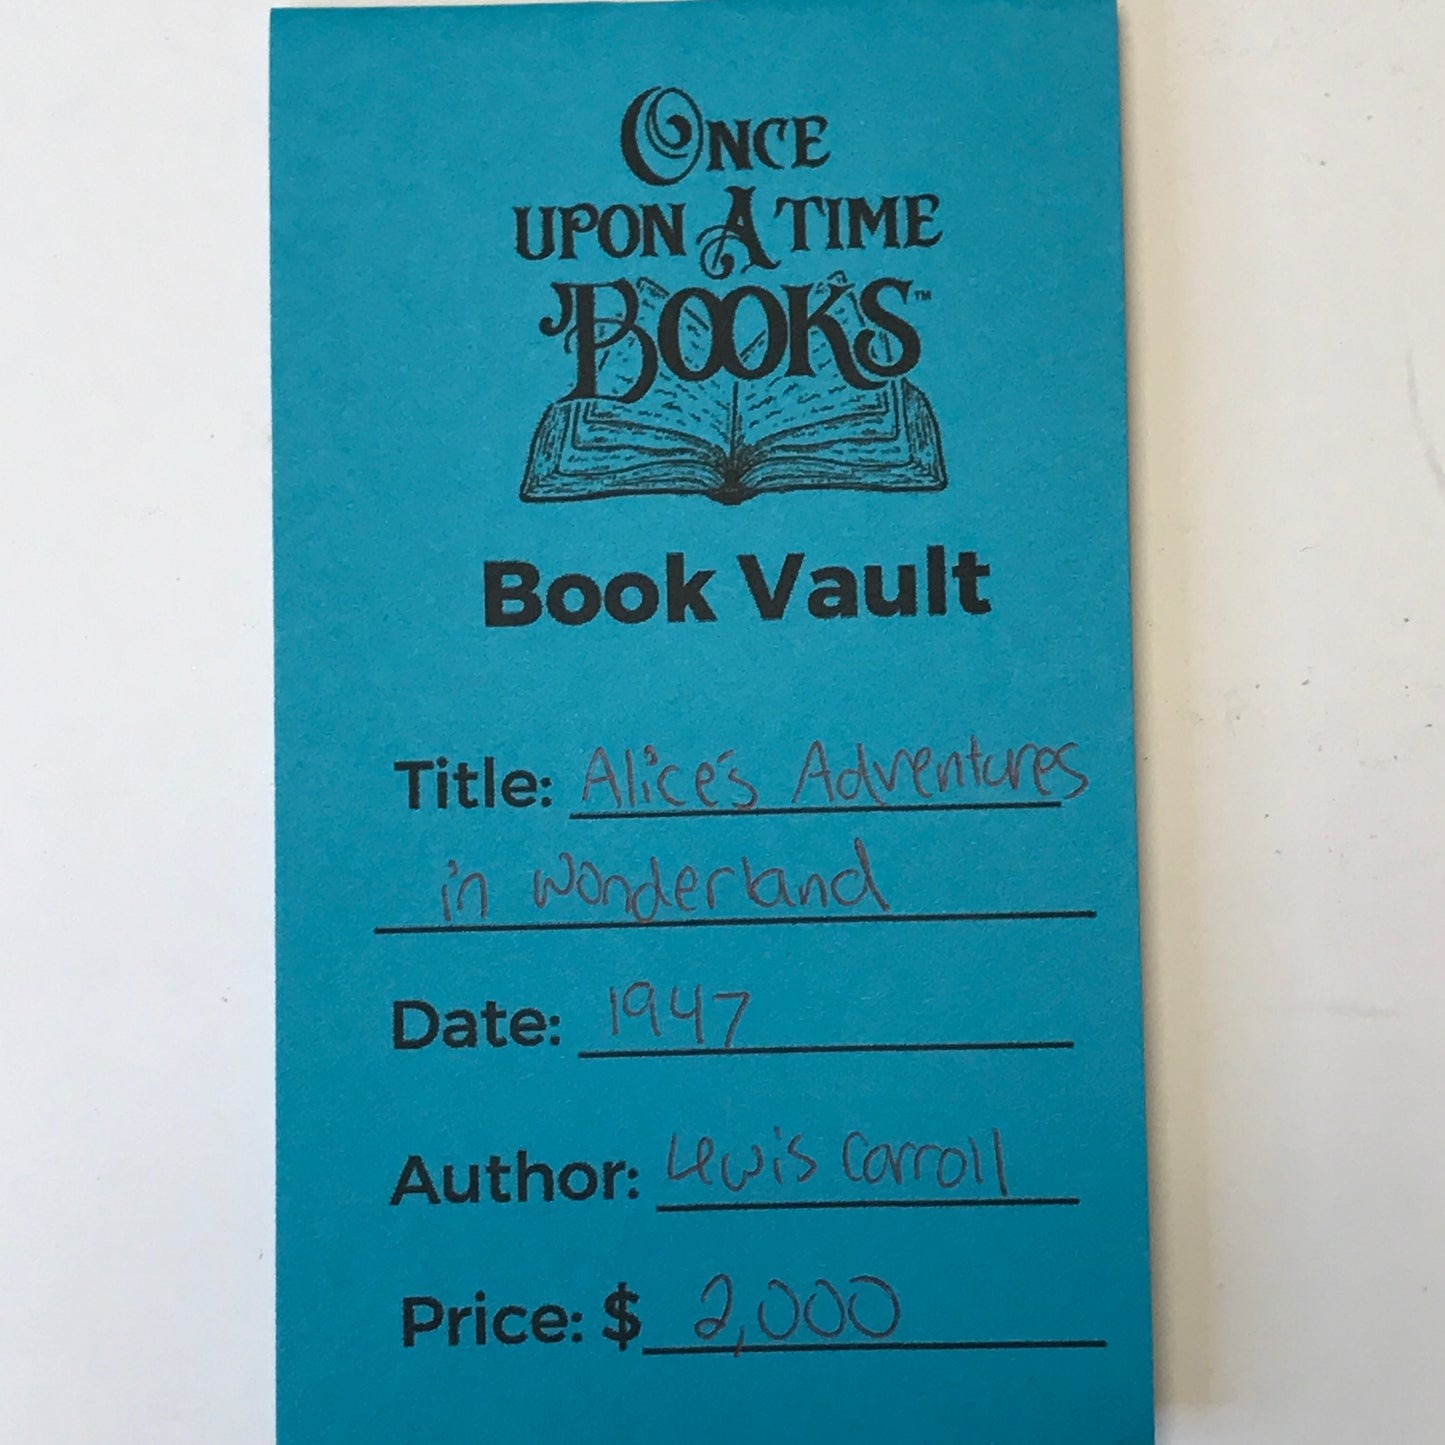 ONCE
UPON A TIME
BOOKS™
Book Vault
Title: Alice's Adventures
in wonderland
Date: 1947
Author: Lewis Carroll
Price: $ 2,000